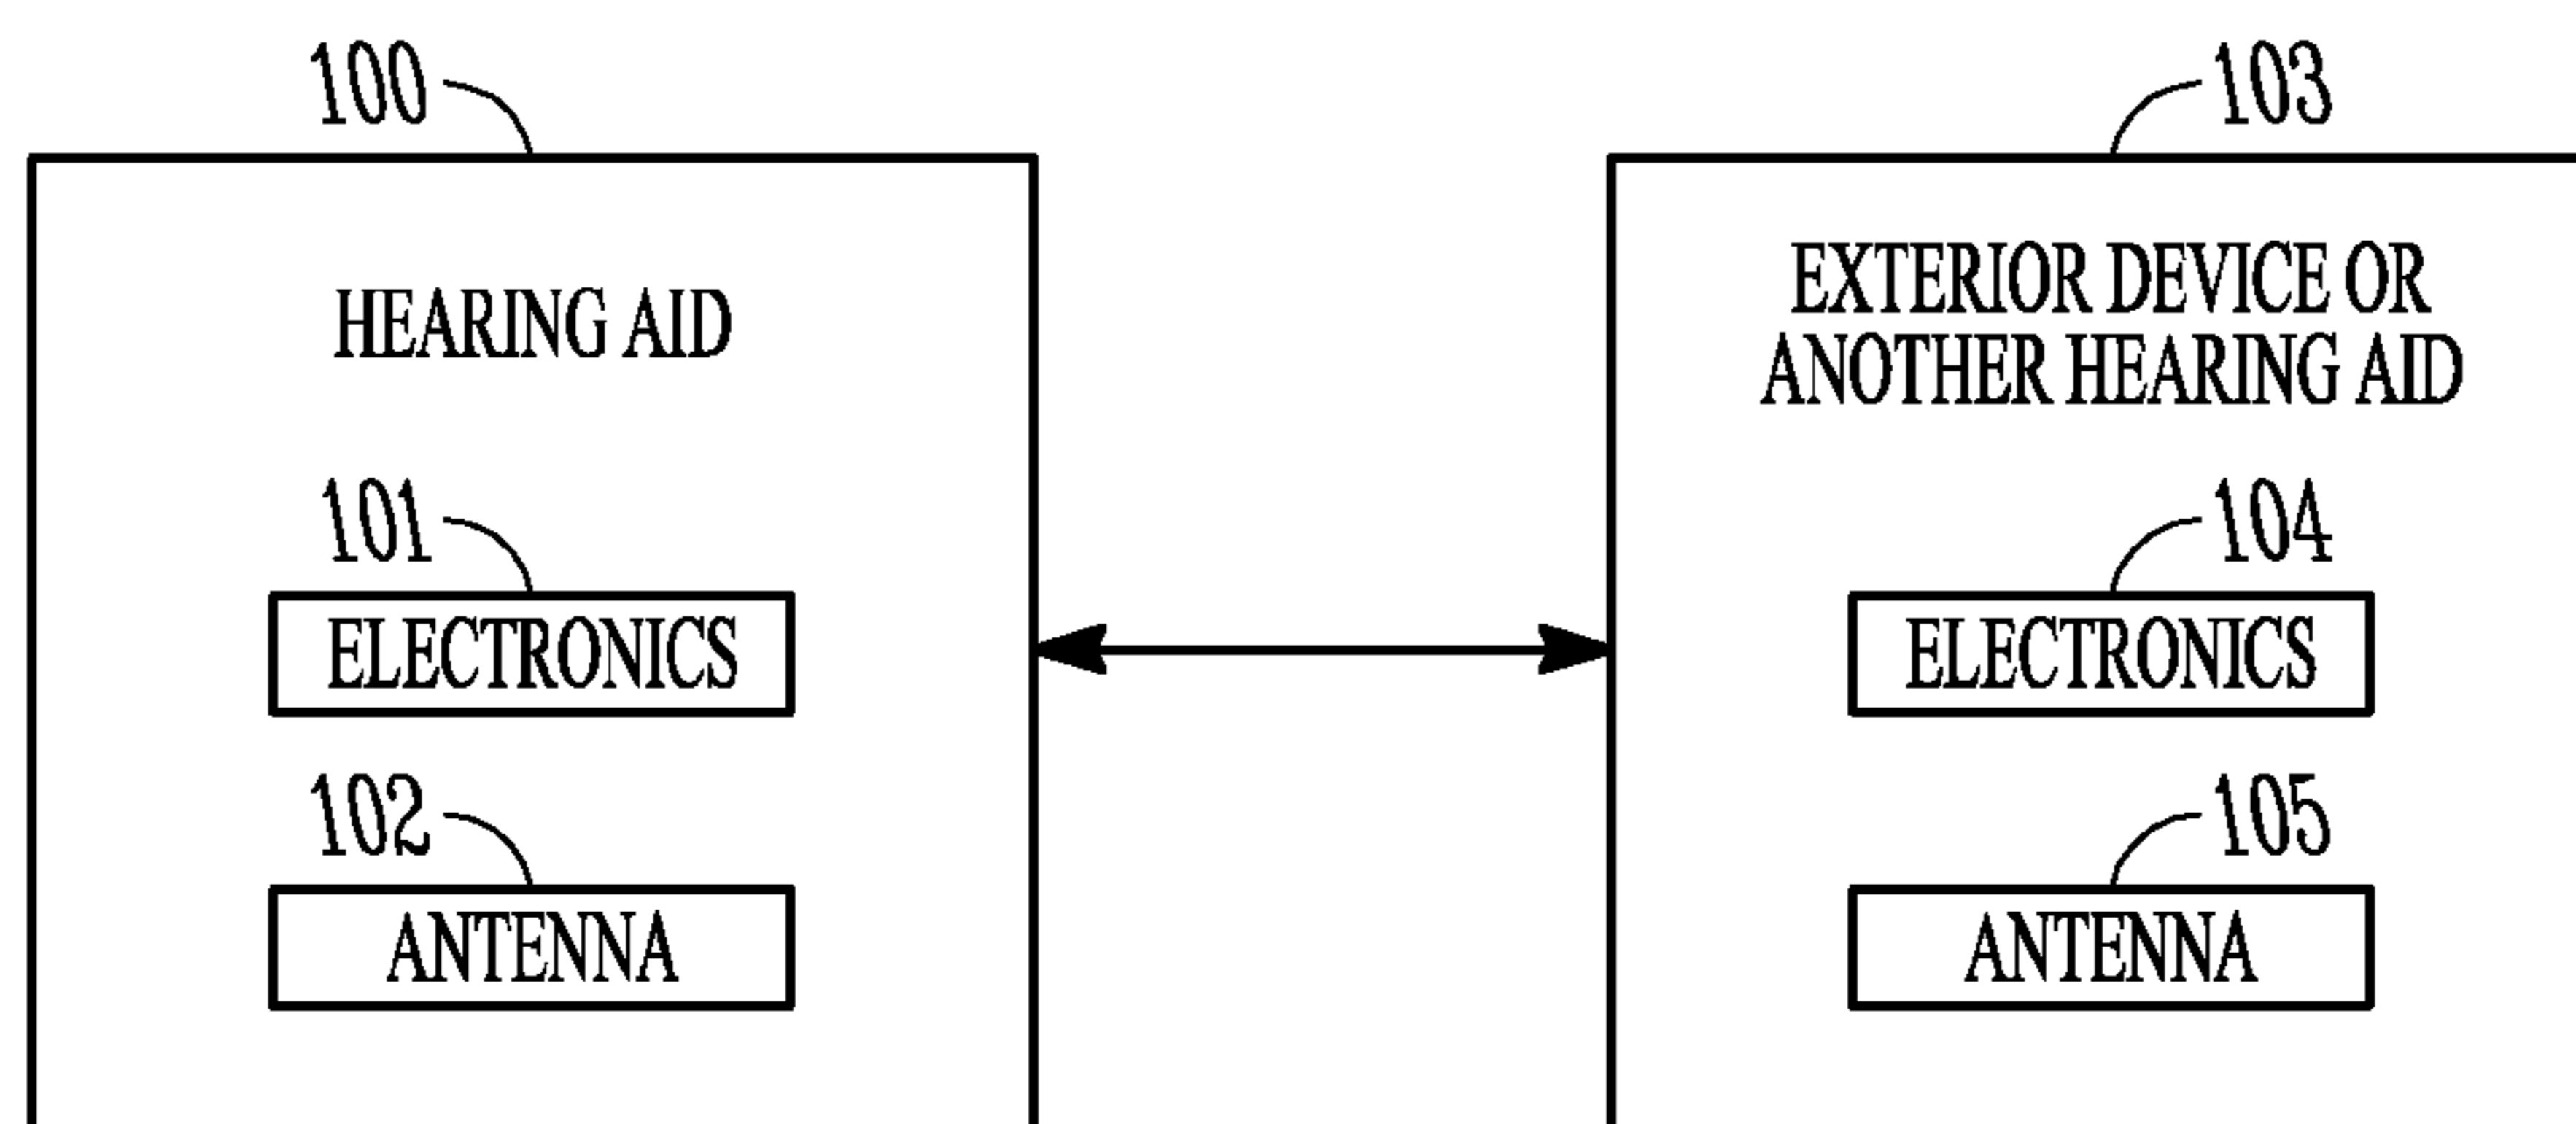 100
HEARING AID
101
ELECTRONICS
102
ANTENNA
103
EXTERIOR DEVICE OR
ANOTHER HEARING AID
104
ELECTRONICS
105
ANTENNA